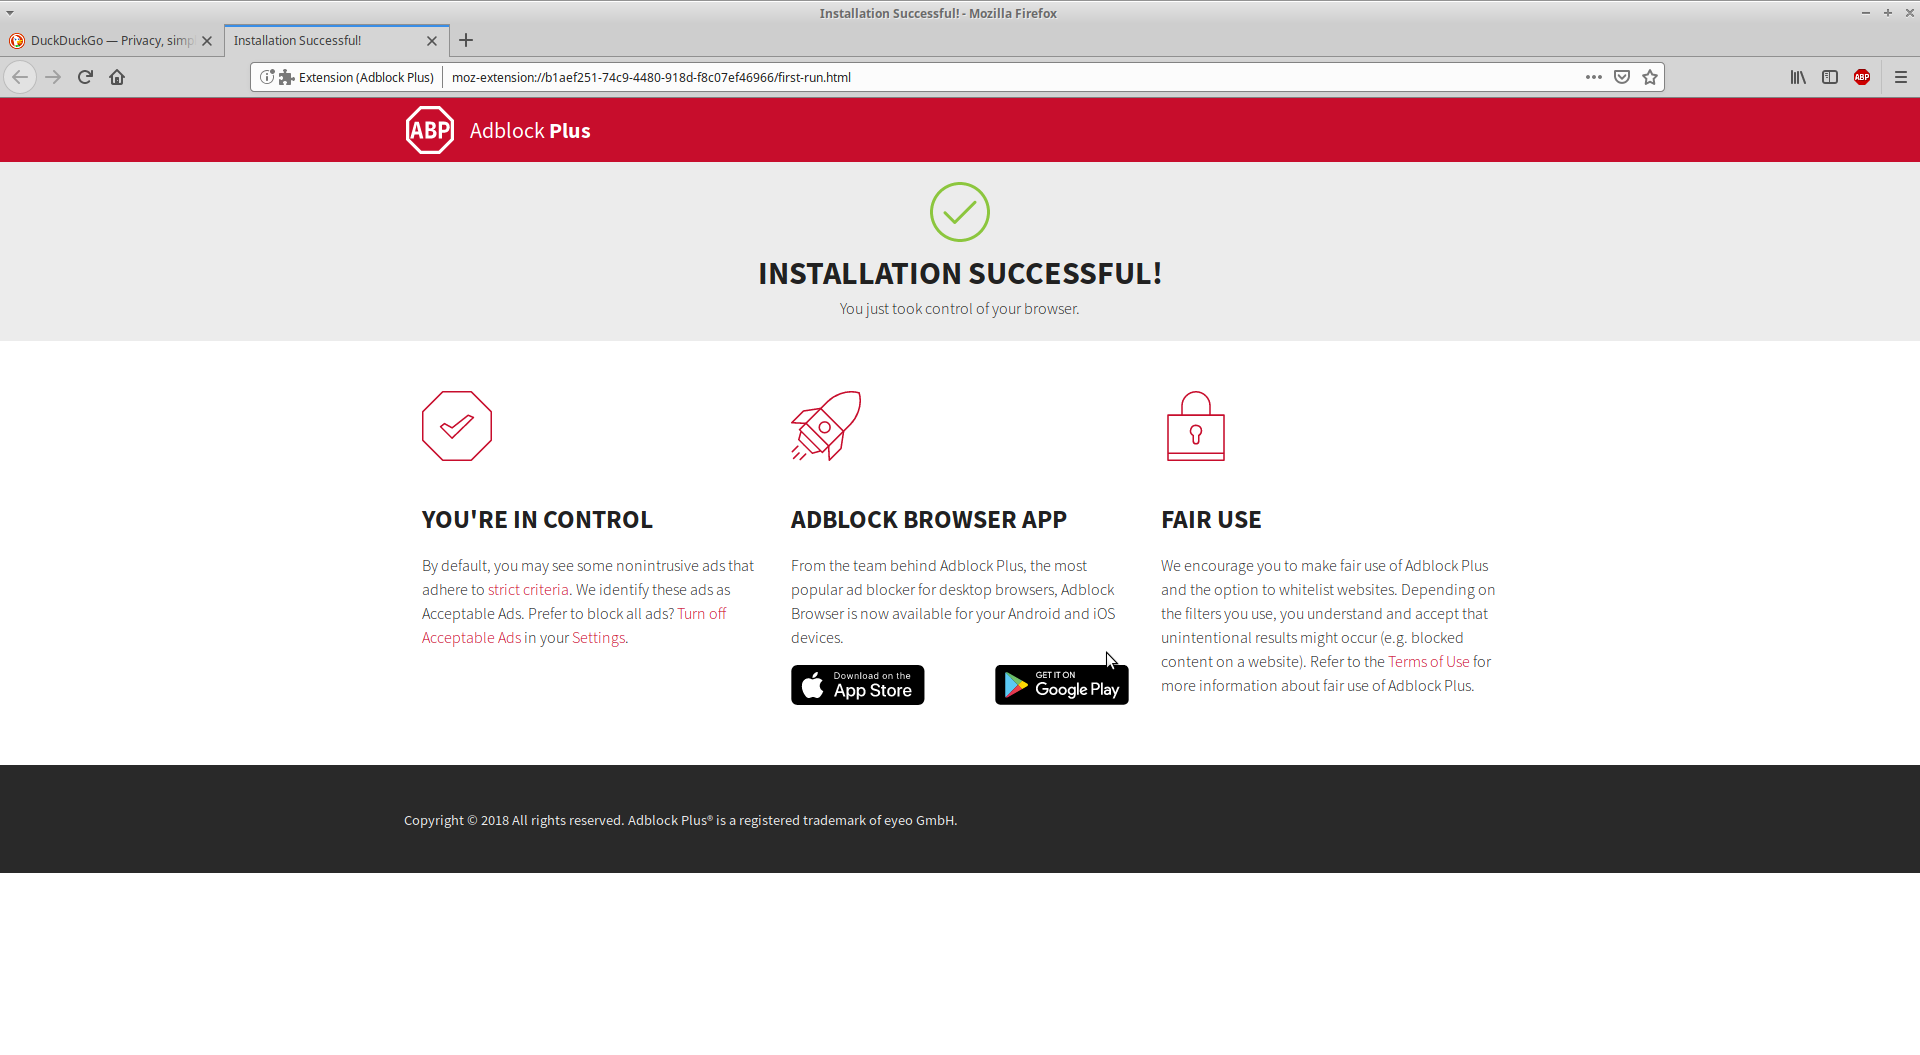 Installation Successful! - Mozilla Firefox
DuckDuckGo — Privacy, simp
Installation Successful!
Extension (Adblock Plus)
moz-extension://b1aef251-74c9-4480-918d-f8c07ef46966/first-run.html
ABP
ABP
Adblock Plus
INSTALLATION SUCCESSFUL!
You just took control of your browser.
YOU'RE IN CONTROL
By default, you may see some nonintrusive ads that
adhere to strict criteria. We identify these ads as
Acceptable Ads. Prefer to block all ads? Turn off
Acceptable Ads in your Settings.
ADBLOCK BROWSER APP
From the team behind Adblock Plus, the most
popular ad blocker for desktop browsers, Adblock
Browser is now available for your Android and iOS
devices.
Download on the
App Store
GET IT ON
Google Play
FAIR USE
We encourage you to make fair use of Adblock Plus
and the option to whitelist websites. Depending on
the filters you use, you understand and accept that
unintentional results might occur (e.g. blocked
content on a website). Refer to the Terms of Use for
more information about fair use of Adblock Plus.
Copyright © 2018 All rights reserved. Adblock Plus® is a registered trademark of eyeo GmbH.